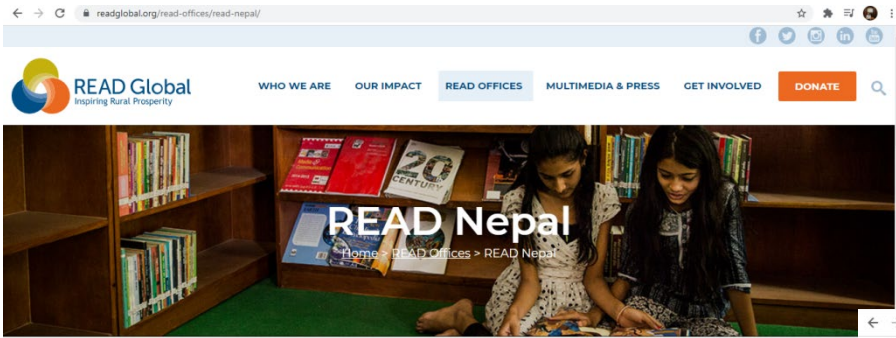 readglobal.org/read-offices/read-nepal/
READ Global
Inspiring Rural Prosperity
WHO WE ARE
OUR IMPACT
READ OFFICES
MULTIMEDIA & PRESS
GET INVOLVED
DONATE
20
CENTURY
READ Nepal
Home > READ Offices > READ Nepal